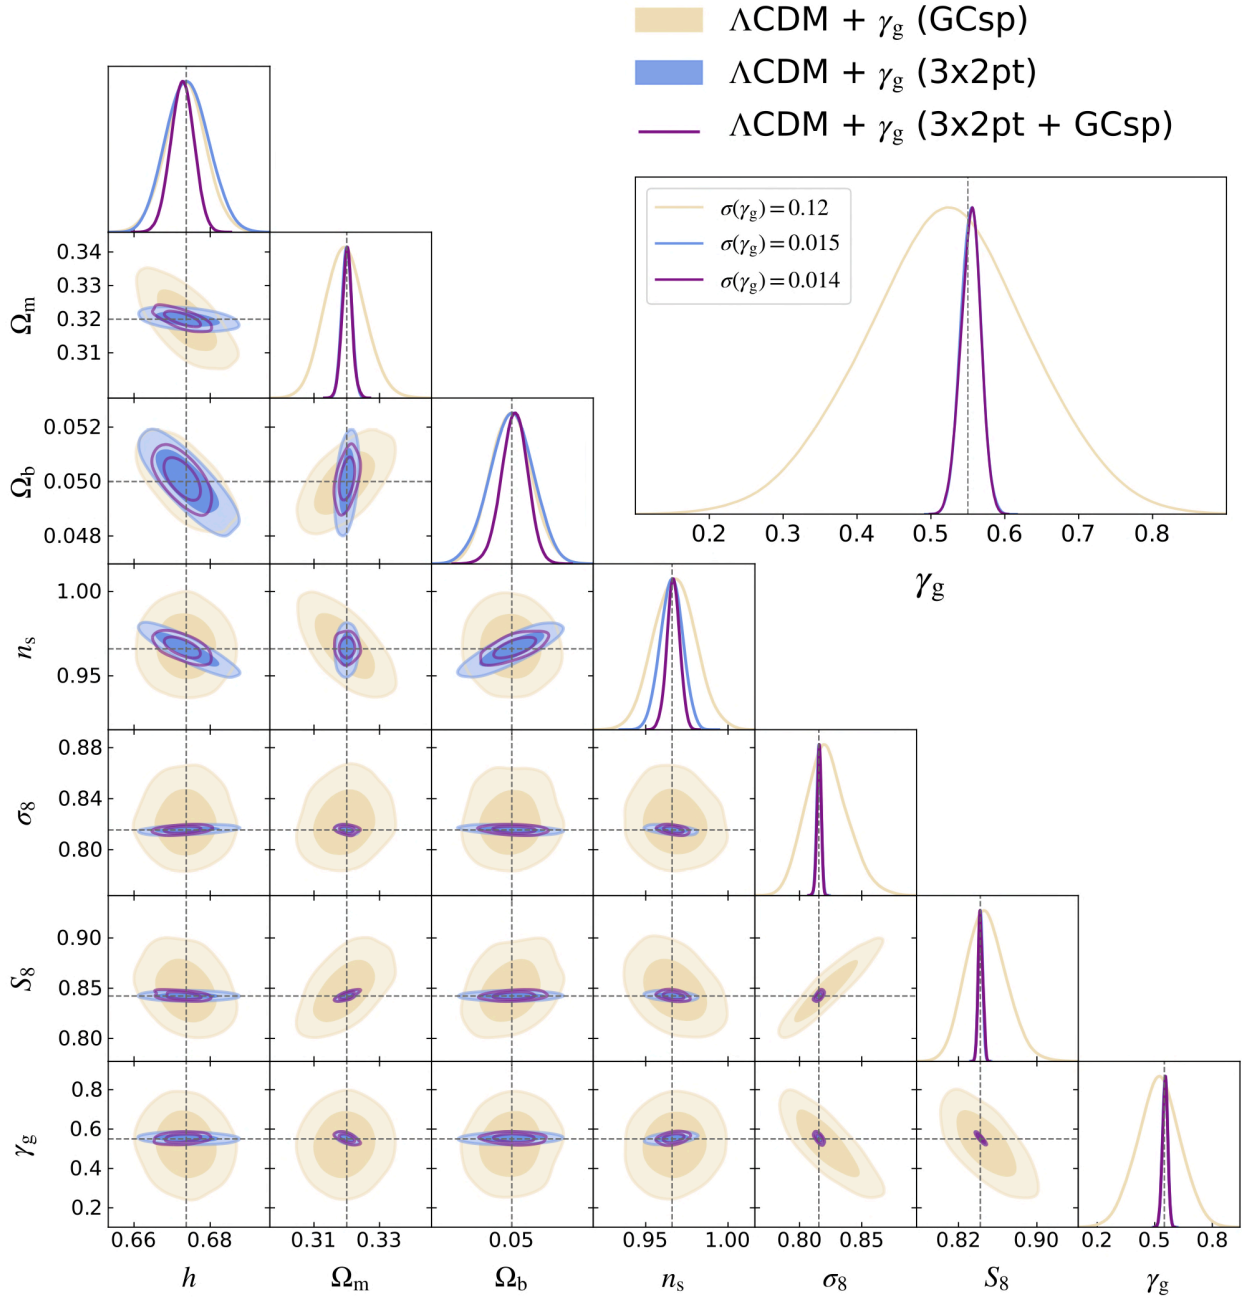 ΛCDM + γg (GCsp)
ΛCDM + γg (3x2pt)
ΛCDM + γg (3x2pt + GCsp)
σ(γg) = 0.12
σ(γg) = 0.015
σ(γg) = 0.014
0.2 0.3 0.4 0.5 0.6 0.7 0.8
γg
0.34
0.33
0.32
0.31
Ωm
0.052
0.050
0.048
Ωb
1.00
0.95
ns
0.88
0.84
0.80
σ8
0.90
0.85
0.80
S8
0.8
0.6
0.4
0.2
γg
0.66 0.68 0.31 0.33 0.05 0.95 1.00 0.80 0.85 0.82 0.90 0.2 0.5 0.8
h Ωm Ωb ns σ8 S8 γg